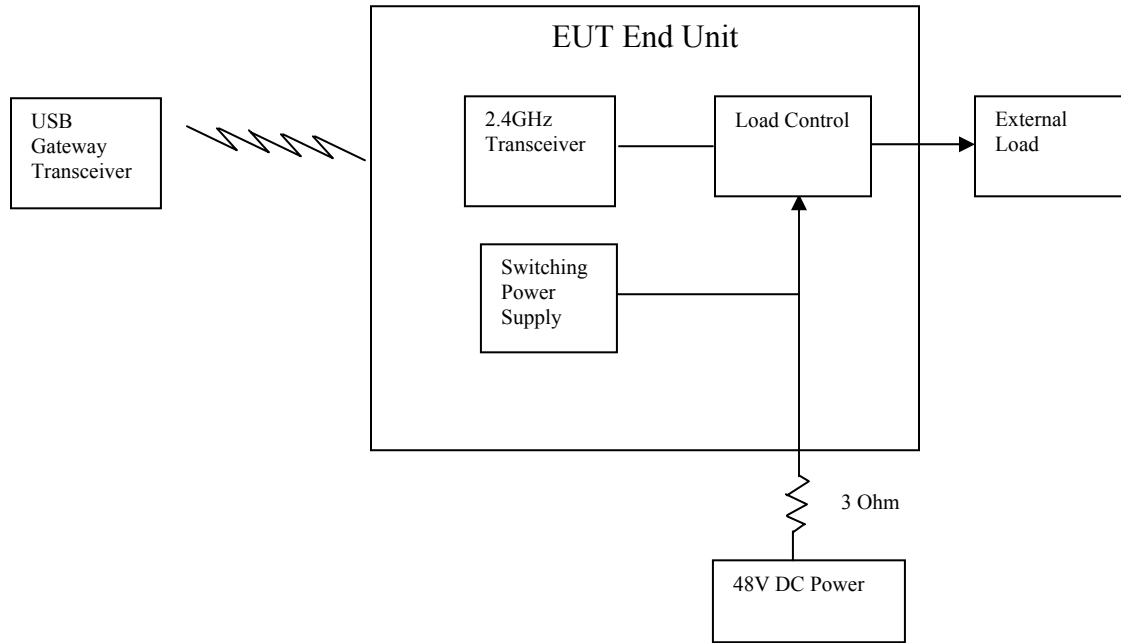 EUT End Unit
USB
Gateway
Transceiver
2.4GHz
Transceiver
Load Control
External
Load
Switching
Power
Supply
3 Ohm
48V DC Power